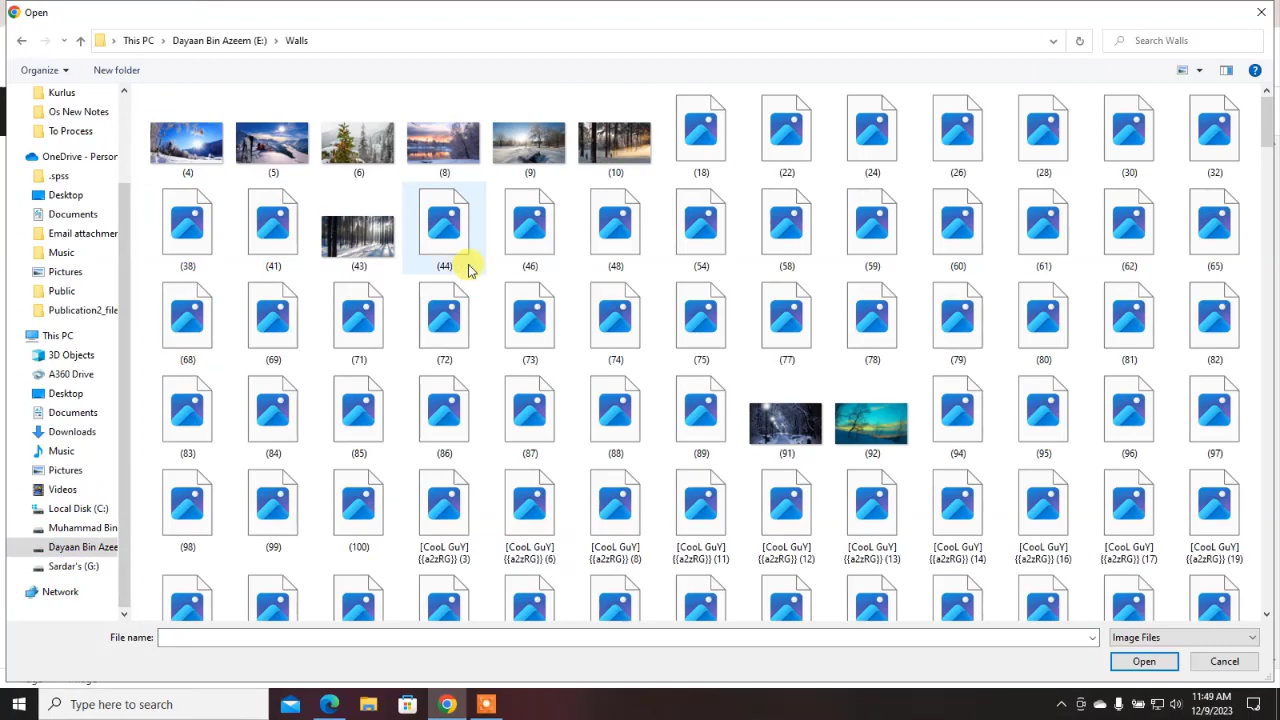 Open
This PC > Dayaan Bin Azeem (E:) > Walls
Search Walls
Organize
New folder
Kurlus
Os New Notes
To Process
OneDrive - Person
.spss
Desktop
Documents
Email attachmer
Music
Pictures
Public
Publication2_file
This PC
3D Objects
A360 Drive
Desktop
Documents
Downloads
Music
Pictures
Videos
Local Disk (C:)
Muhammad Bin
Dayaan Bin Azee
Sardar's (G:)
Network
(4) (5) (6) (8) (9) (10) (18) (22) (24) (26) (28) (30) (32)
(38) (41) (43) (44) (46) (48) (54) (58) (59) (60) (61) (62) (65)
(68) (69) (71) (72) (73) (74) (75) (77) (78) (79) (80) (81) (82)
(83) (84) (85) (86) (87) (88) (89) (91) (92) (94) (95) (96) (97)
(98) (99) (100) [CooL GuY] [CooL GuY] [CooL GuY] [CooL GuY] [CooL GuY] [CooL GuY] [CooL GuY] [CooL GuY] [CooL GuY] [CooL GuY]
{{a2zRG}} (3) {{a2zRG}} (6) {{a2zRG}} (8) {{a2zRG}} (11) {{a2zRG}} (12) {{a2zRG}} (13) {{a2zRG}} (14) {{a2zRG}} (16) {{a2zRG}} (17) {{a2zRG}} (19)
File name:
Image Files
Open
Cancel
Type here to search
11:49 AM
12/9/2023